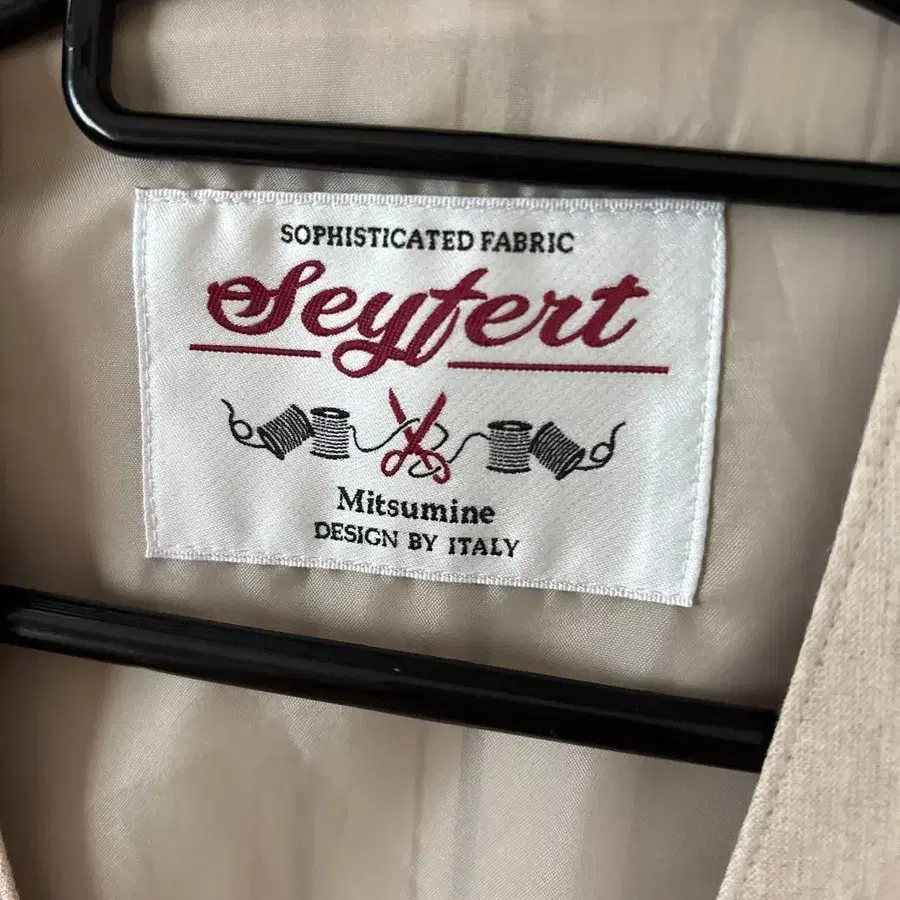 SOPHISTICATED FABRIC
Seyfert
Mitsumine
DESIGN BY ITALY